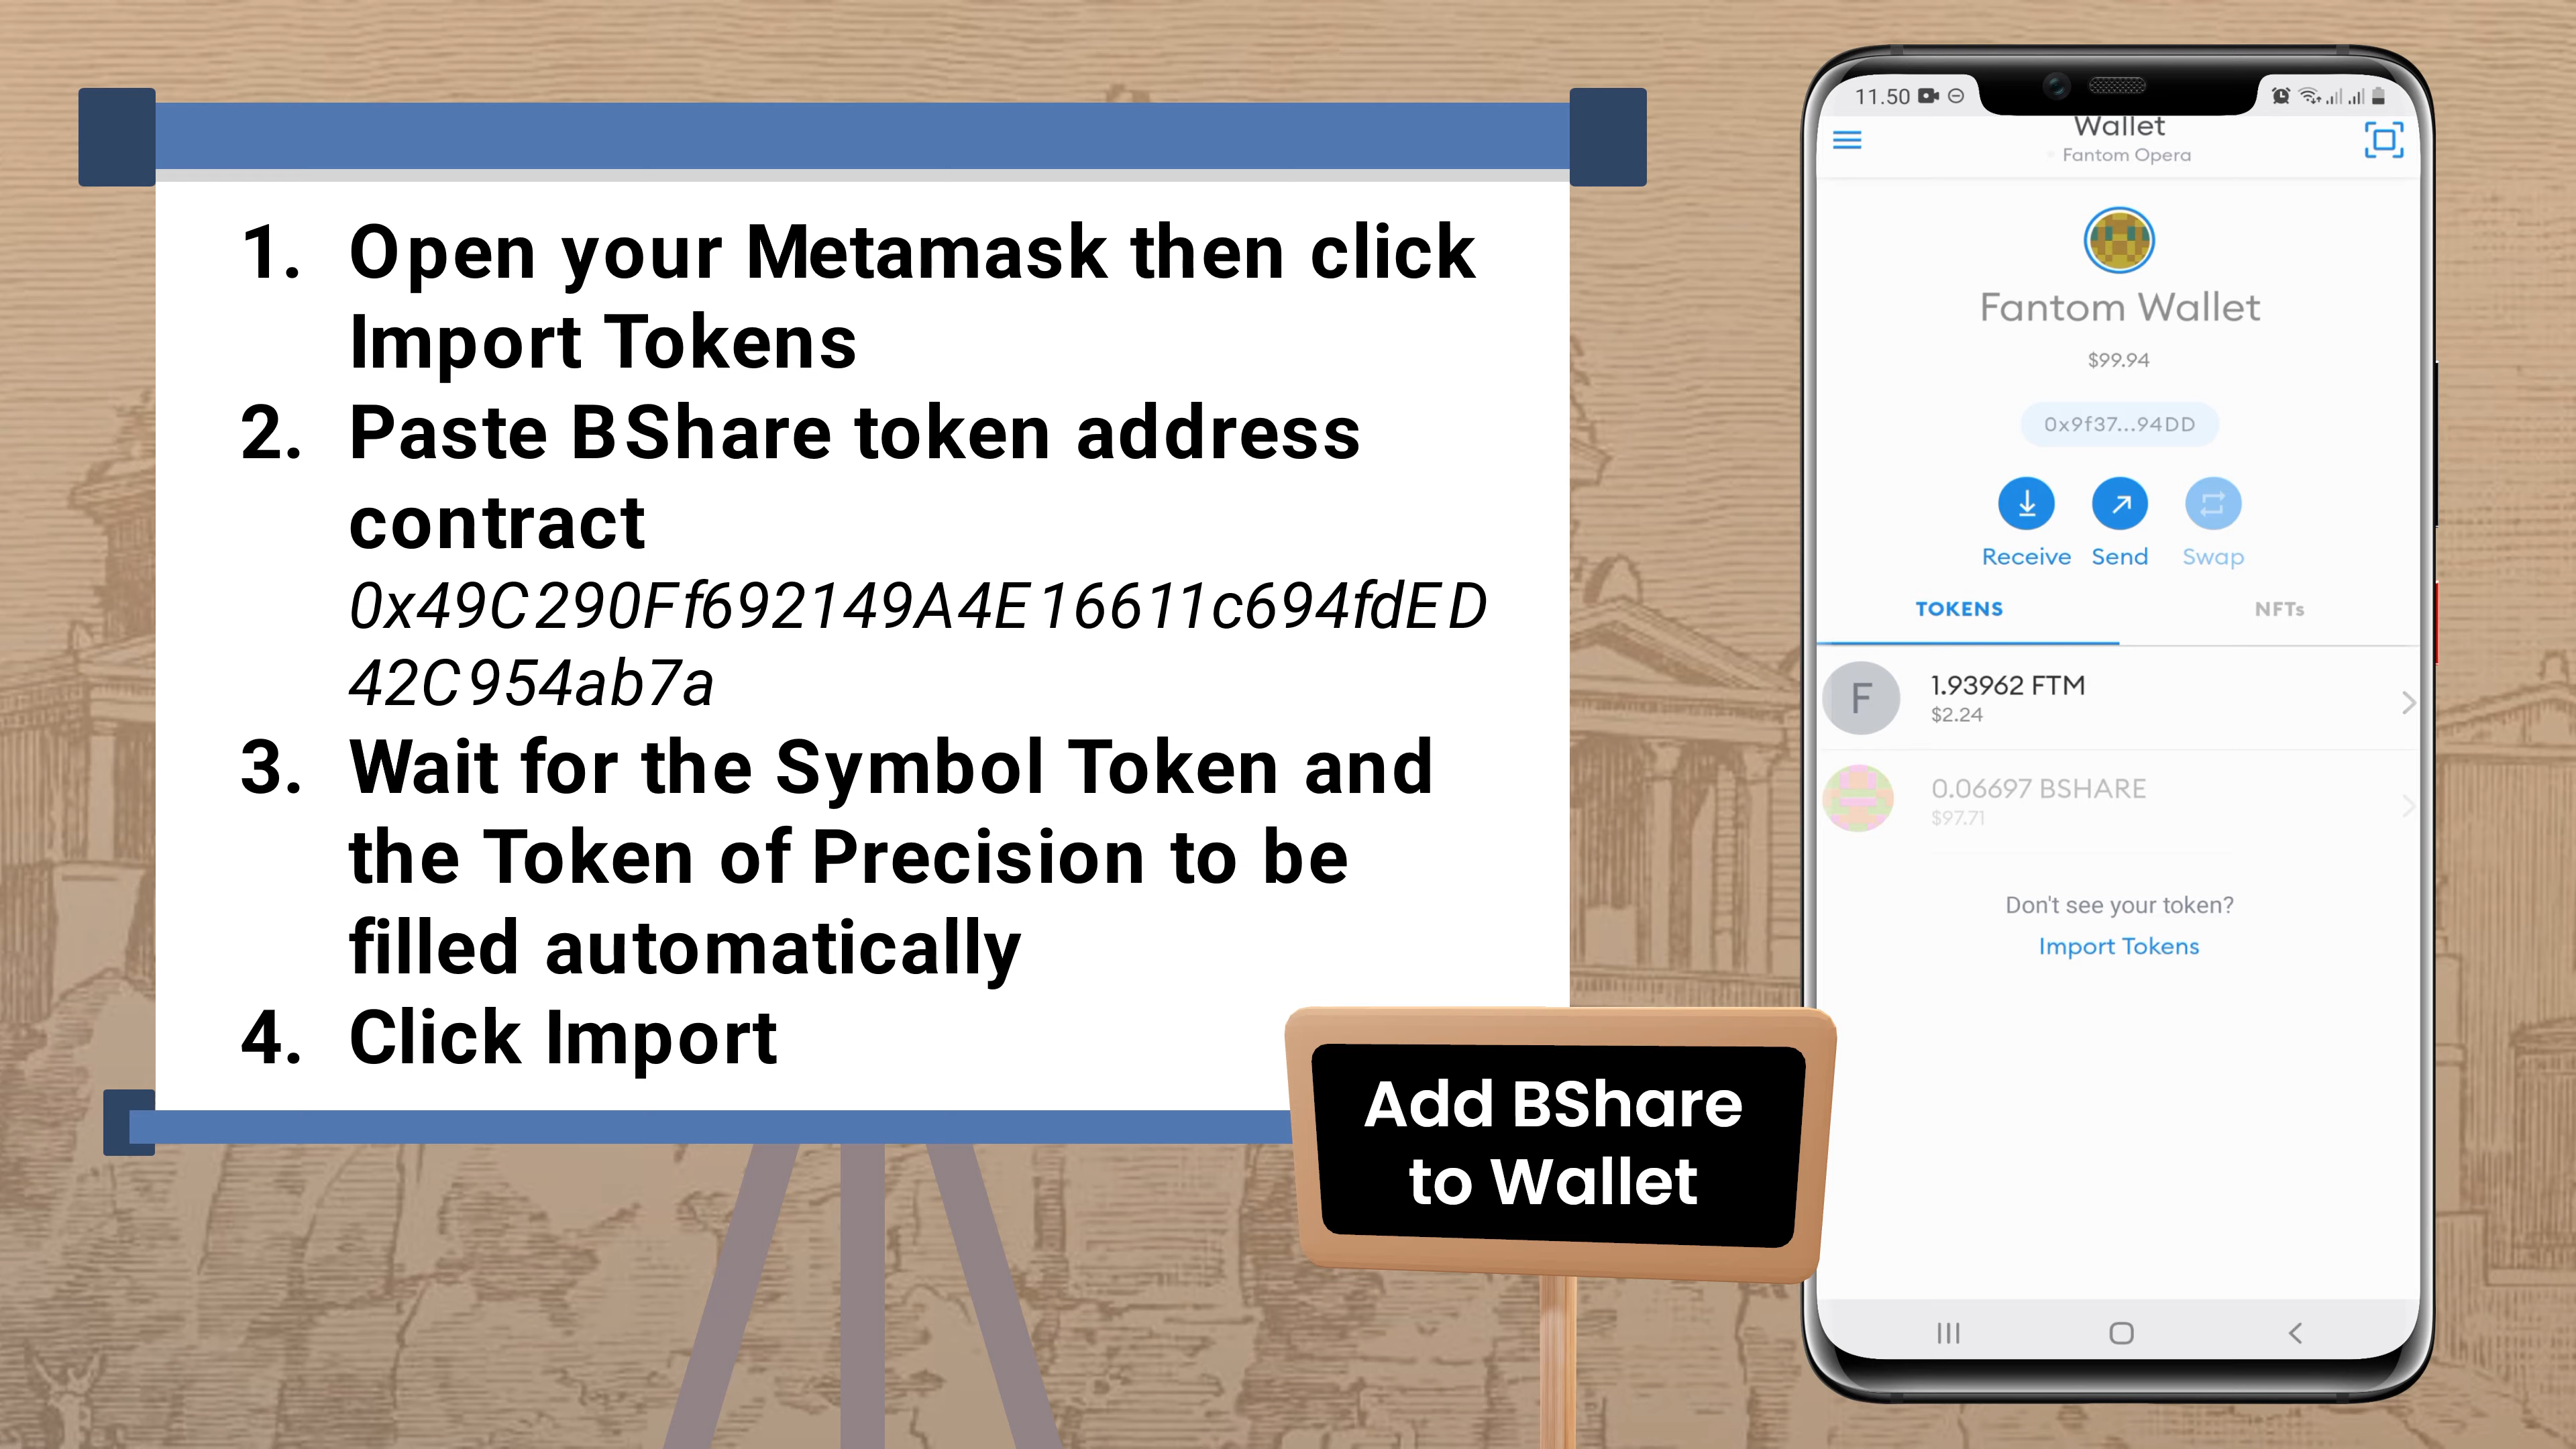 1. Open your Metamask then click
Import Tokens
2. Paste BShare token address
contract
0x49C290Ff692149A4E16611c694fdED
42C954ab7a
3. Wait for the Symbol Token and
the Token of Precision to be
filled automatically
4. Click Import
Add BShare
to Wallet
11.50
Wallet
Fantom Opera
Fantom Wallet
$99.94
0x9f37...94DD
Receive Send Swap
TOKENS NFTs
F
1.93962 FTM
$2.24
0.06697 BSHARE
$97.71
Don't see your token?
Import Tokens